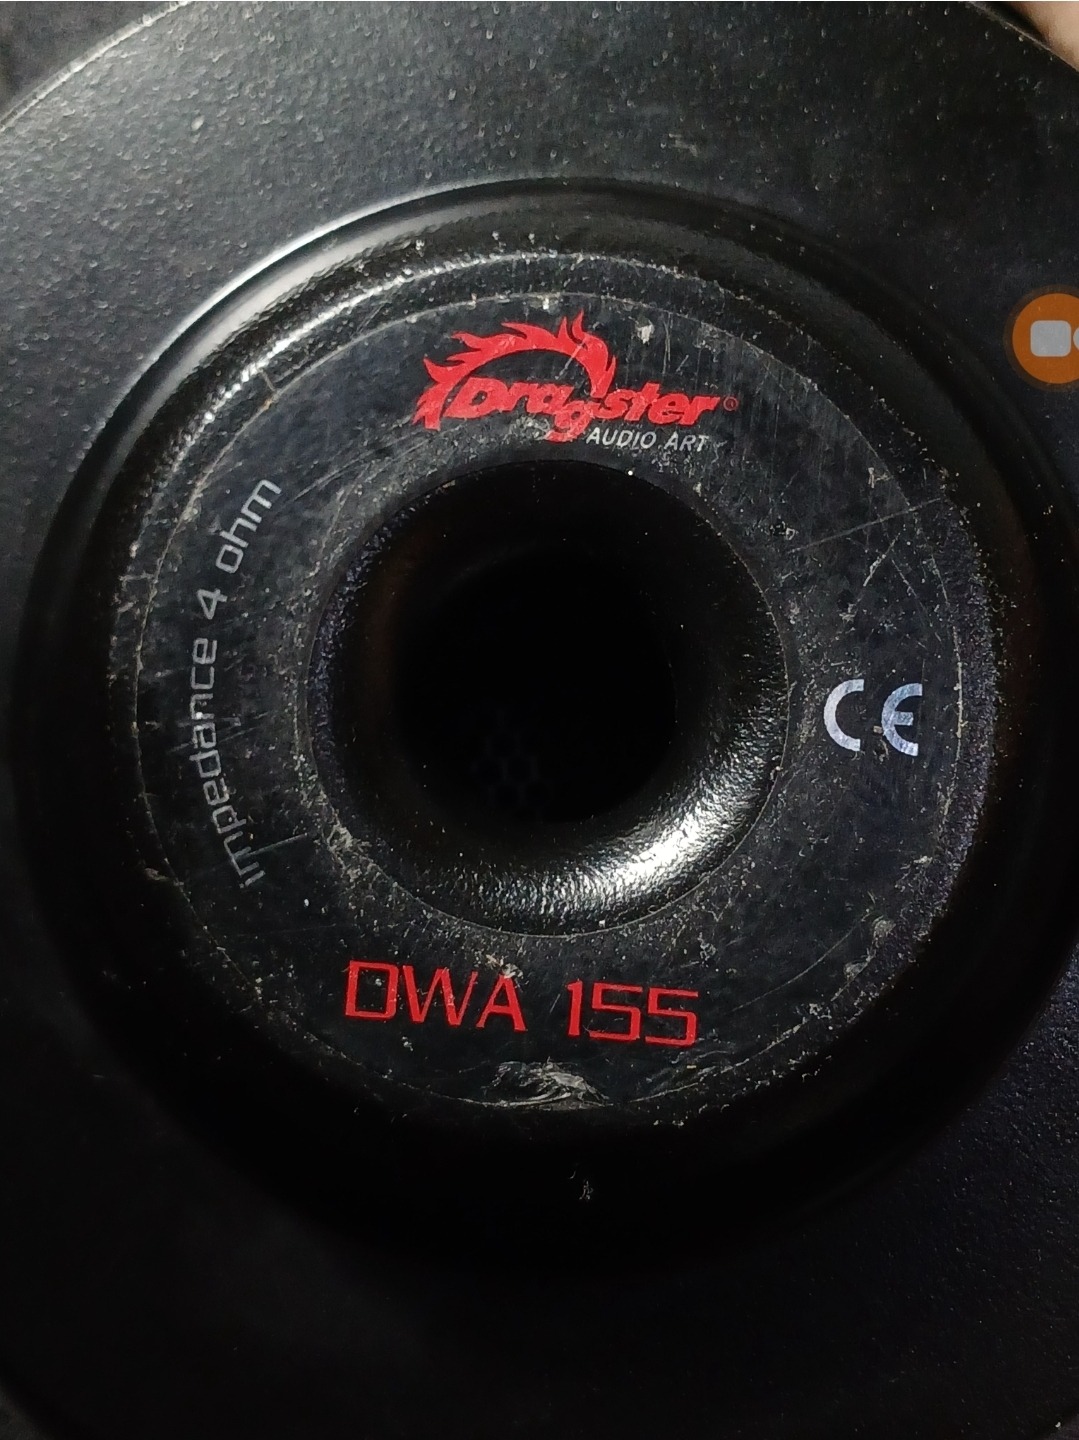 Dragster®
AUDIO ART
impedance 4 ohm
CE
DWA 155